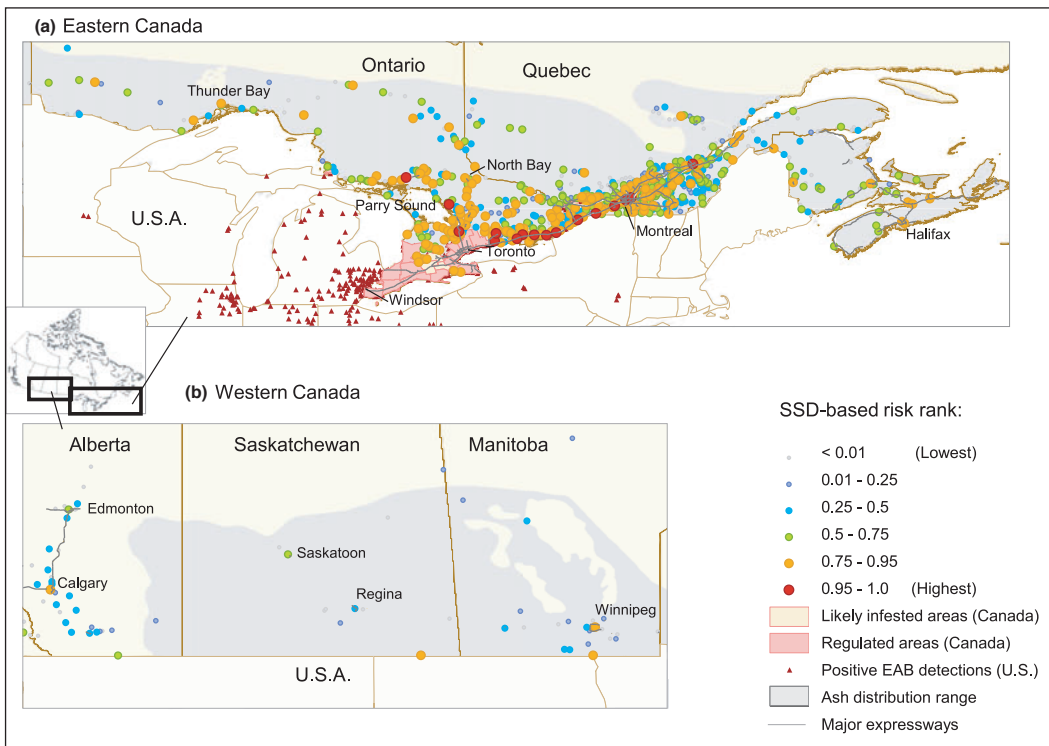 (a) Eastern Canada
Ontario
Quebec
Thunder Bay
North Bay
Parry Sound
U.S.A.
Montreal
Halifax
Toronto
Windsor
(b) Western Canada
Alberta
Saskatchewan
Manitoba
Edmonton
Saskatoon
Calgary
Regina
Winnipeg
U.S.A.
SSD-based risk rank:
< 0.01 (Lowest)
0.01 - 0.25
0.25 - 0.5
0.5 - 0.75
0.75 - 0.95
0.95 - 1.0 (Highest)
Likely infested areas (Canada)
Regulated areas (Canada)
Positive EAB detections (U.S.)
Ash distribution range
Major expressways